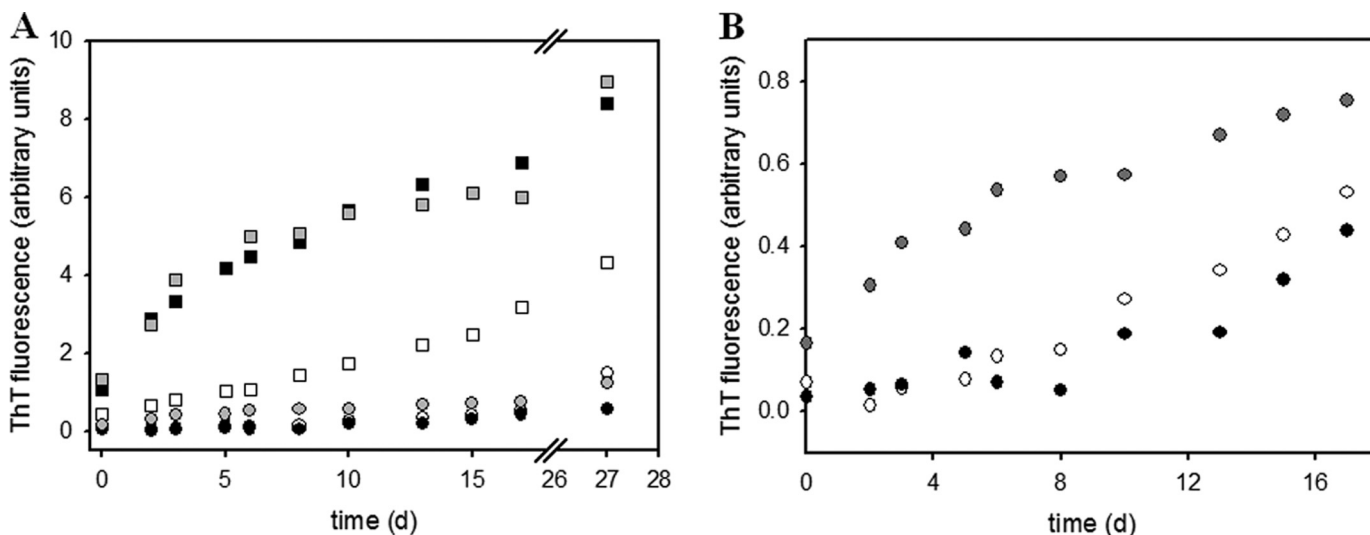 A
B
ThT fluorescence (arbitrary units)
10
8
6
4
2
0
0 5 10 15 26 27 28
time (d)
ThT fluorescence (arbitrary units)
0.8
0.6
0.4
0.2
0.0
0 4 8 12 16
time (d)